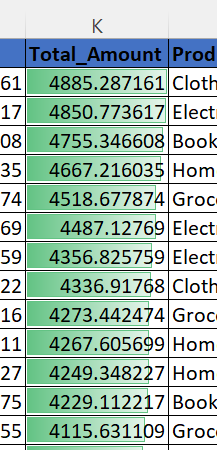 K
Total_Amount Prod
61 4885.287161 Cloth
17 4850.773617 Electr
08 4755.346608 Book
35 4667.216035 Hom
74 4518.677874 Groc
69 4487.12769 Electr
59 4356.825759 Electr
22 4336.91768 Cloth
16 4273.442474 Groc
11 4267.605699 Hom
27 4249.348227 Hom
75 4229.112217 Book
55 4115.631109 Groc